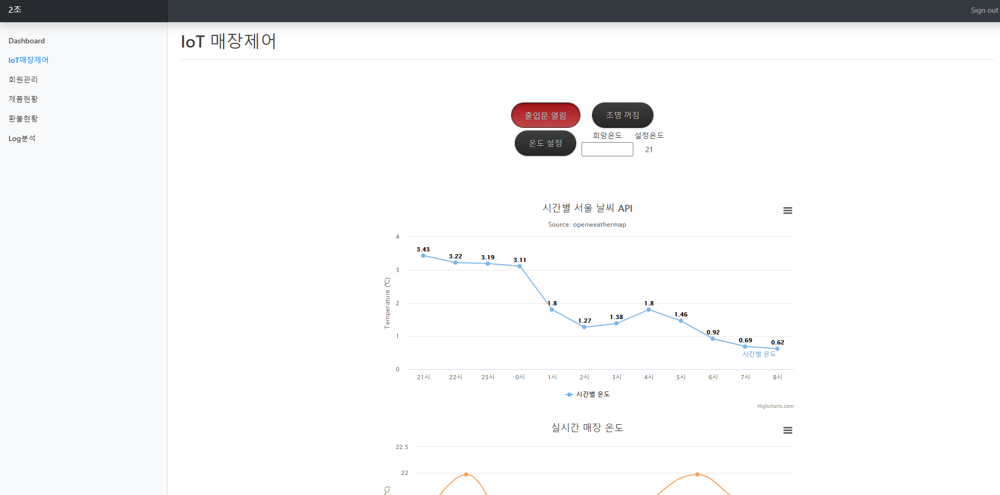 2조
Sign out
Dashboard
IoT매장제어
회원관리
제품현황
환불현황
Log분석
IoT 매장제어
출입문 열림
조명 꺼짐
온도 설정
희망온도
설정온도
21
시간별 서울 날씨 API
Source: openweathermap
Temperature (℃)
4
3
2
1
0
3.43
3.22
3.19
3.11
1.8
1.27
1.38
1.8
1.46
0.92
0.69
0.62
시간별 온도
21시
22시
23시
0시
1시
2시
3시
4시
5시
6시
7시
8시
시간별 온도
Highcharts.com
실시간 매장 온도
22.5
22
(℃)